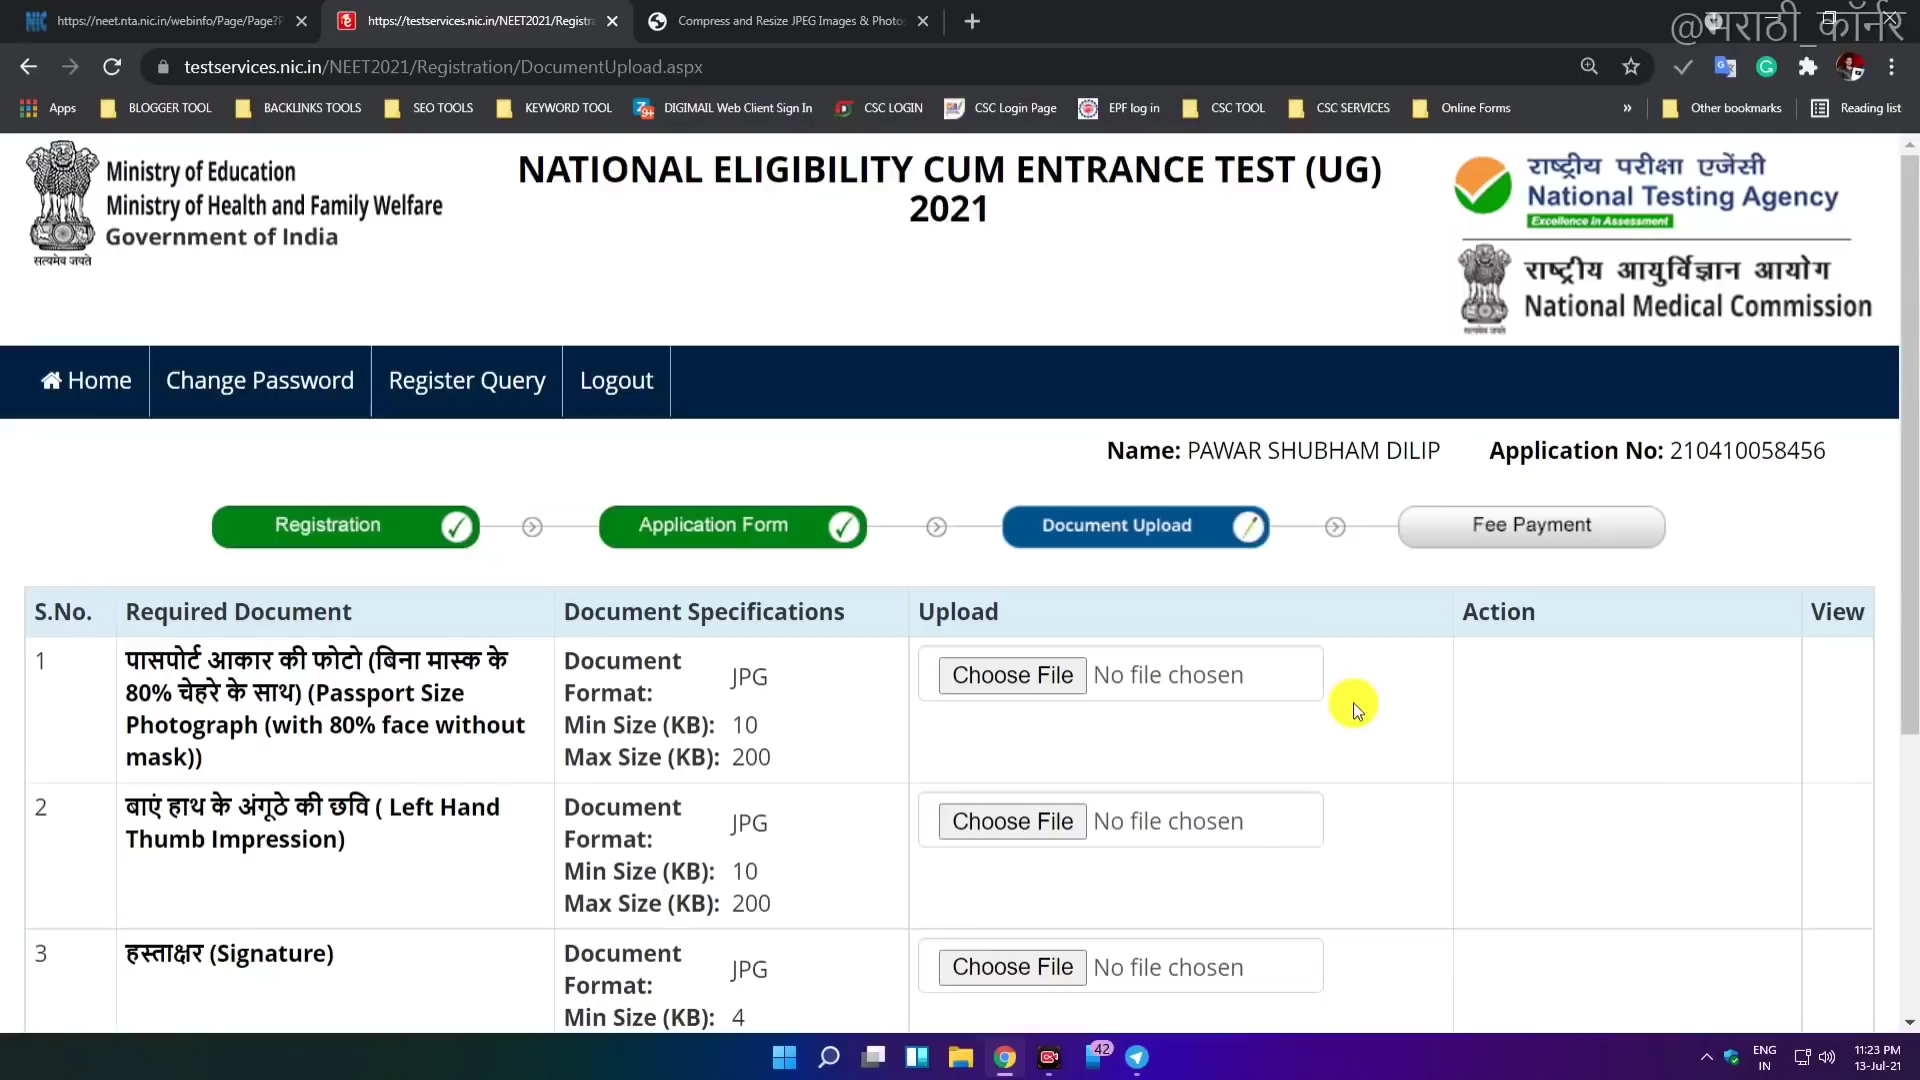 @मराठी_कॉर्नर
https://neet.nta.nic.in/webinfo/Page/Page?P
https://testservices.nic.in/NEET2021/Registra
Compress and Resize JPEG Images & Photo
testservices.nic.in/NEET2021/Registration/DocumentUpload.aspx
Apps BLOGGER TOOL BACKLINKS TOOLS SEO TOOLS KEYWORD TOOL DIGIMAIL Web Client Sign In CSC LOGIN CSC Login Page EPF log in CSC TOOL CSC SERVICES Online Forms » Other bookmarks Reading list
Ministry of Education
Ministry of Health and Family Welfare
Government of India
सत्यमेव जयते
NATIONAL ELIGIBILITY CUM ENTRANCE TEST (UG)
2021
राष्ट्रीय परीक्षा एजेंसी
National Testing Agency
Excellence in Assessment
राष्ट्रीय आयुर्विज्ञान आयोग
National Medical Commission
सत्यमेव जयते
Home Change Password Register Query Logout
Name: PAWAR SHUBHAM DILIP Application No: 210410058456
Registration Application Form Document Upload Fee Payment
S.No. Required Document Document Specifications Upload Action View
1
पासपोर्ट आकार की फोटो (बिना मास्क के
80% चेहरे के साथ) (Passport Size
Photograph (with 80% face without
mask))
Document
Format: JPG
Min Size (KB): 10
Max Size (KB): 200
Choose File No file chosen
2
बाएं हाथ के अंगूठे की छवि ( Left Hand
Thumb Impression)
Document
Format: JPG
Min Size (KB): 10
Max Size (KB): 200
Choose File No file chosen
3
हस्ताक्षर (Signature)
Document
Format: JPG
Min Size (KB): 4
Choose File No file chosen
42
ENG
IN
11:23 PM
13-Jul-21